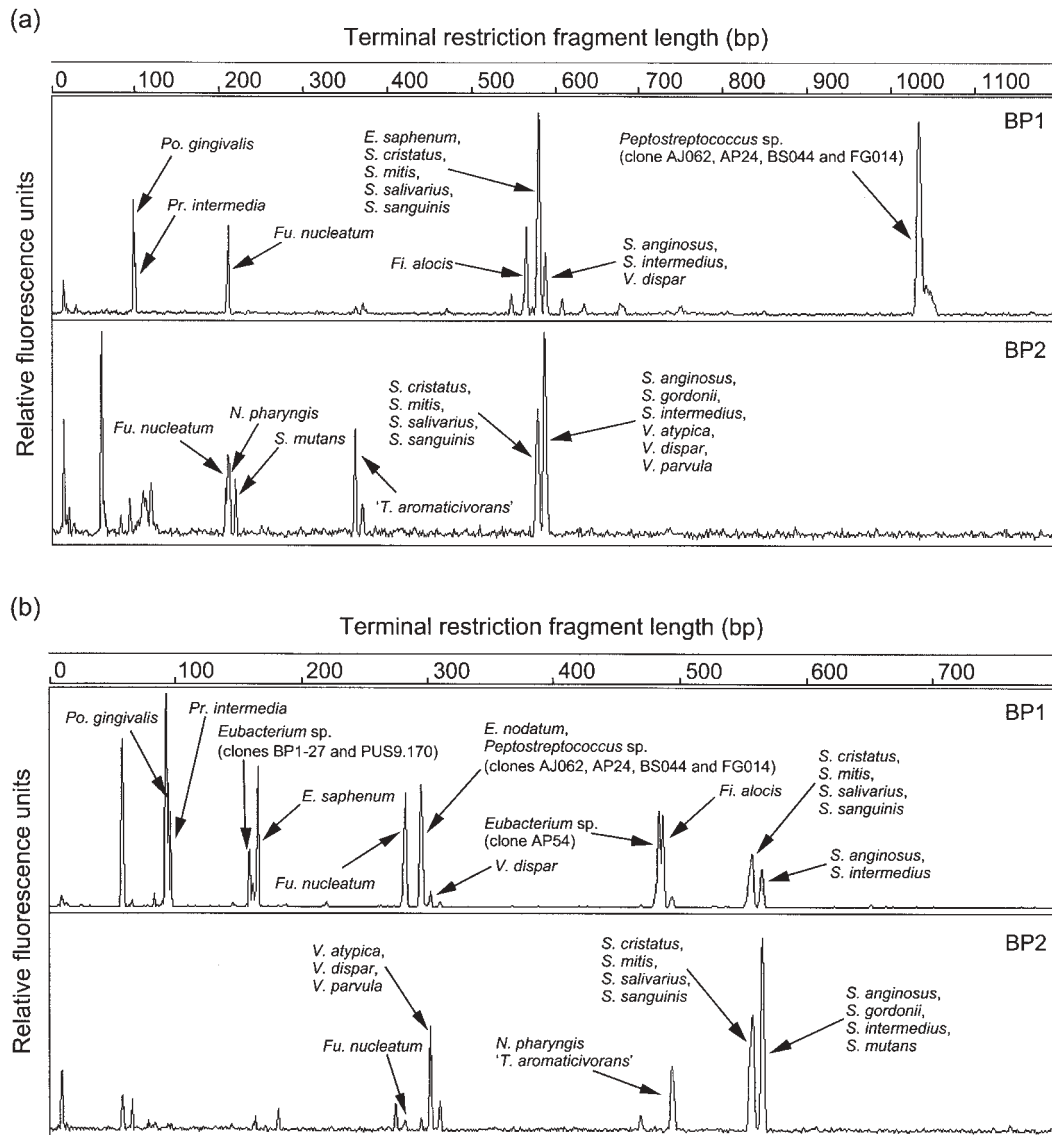 (a)
Terminal restriction fragment length (bp)
0 100 200 300 400 500 600 700 800 900 1000 1100
Relative fluorescence units
BP1
Po. gingivalis
Pr. intermedia
Fu. nucleatum
E. saphenum,
S. cristatus,
S. mitis,
S. salivarius,
S. sanguinis
Fi. alocis
S. anginosus,
S. intermedius,
V. dispar
Peptostreptococcus sp.
(clone AJ062, AP24, BS044 and FG014)
BP2
Fu. nucleatum
N. pharyngis
S. mutans
'T. aromaticivorans'
S. cristatus,
S. mitis,
S. salivarius,
S. sanguinis
S. anginosus,
S. gordonii,
S. intermedius,
V. atypica,
V. dispar,
V. parvula
(b)
Terminal restriction fragment length (bp)
0 100 200 300 400 500 600 700
Relative fluorescence units
BP1
Po. gingivalis
Pr. intermedia
Eubacterium sp.
(clones BP1-27 and PUS9.170)
E. saphenum
Fu. nucleatum
E. nodatum,
Peptostreptococcus sp.
(clones AJ062, AP24, BS044 and FG014)
V. dispar
Eubacterium sp.
(clone AP54)
Fi. alocis
S. cristatus,
S. mitis,
S. salivarius,
S. sanguinis
S. anginosus,
S. intermedius
BP2
V. atypica,
V. dispar,
V. parvula
Fu. nucleatum
N. pharyngis
'T. aromaticivorans'
S. cristatus,
S. mitis,
S. salivarius,
S. sanguinis
S. anginosus,
S. gordonii,
S. intermedius,
S. mutans